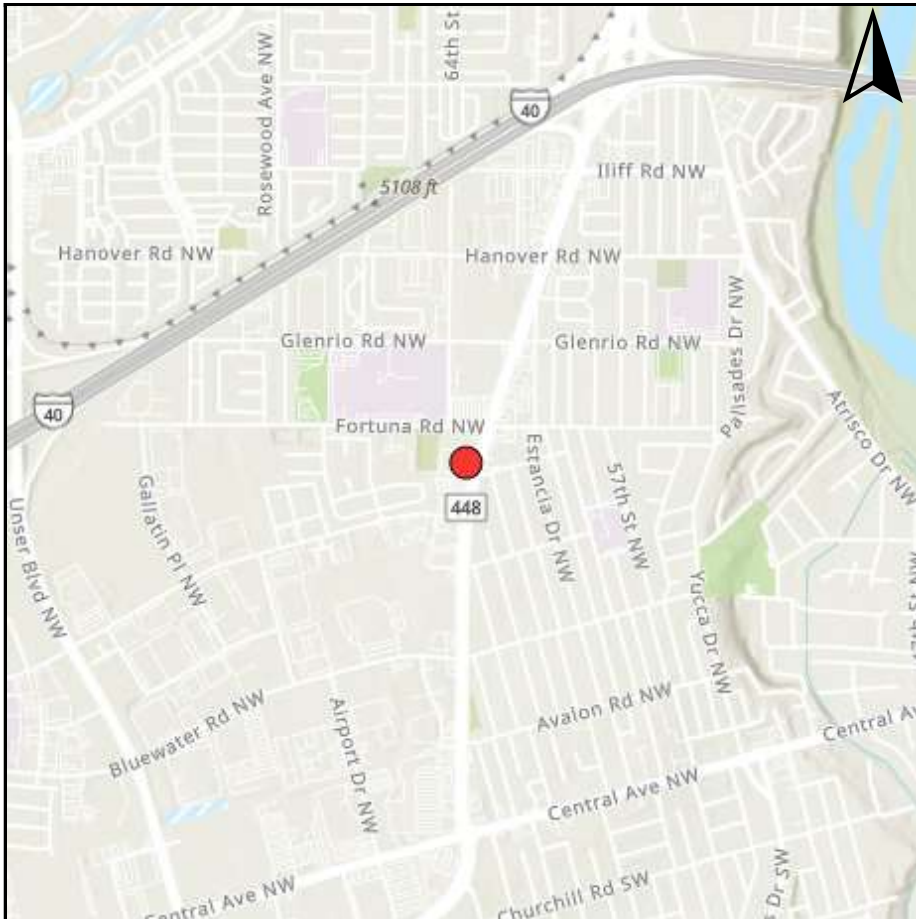 64th St
Rosewood Ave NW
40
Iliff Rd NW
5108 ft
Hanover Rd NW
Hanover Rd NW
Palisades Dr NW
Glenrio Rd NW
Glenrio Rd NW
40
Atrisco Dr NW
Fortuna Rd NW
Estancia Dr NW
57th St NW
448
Gallatin Pl NW
Unser Blvd NW
Yucca Dr NW
Avalon Rd NW
Bluewater Rd NW
Airport Dr NW
Central Av
Central Ave NW
Central Ave NW
Churchill Rd SW
Dr SW